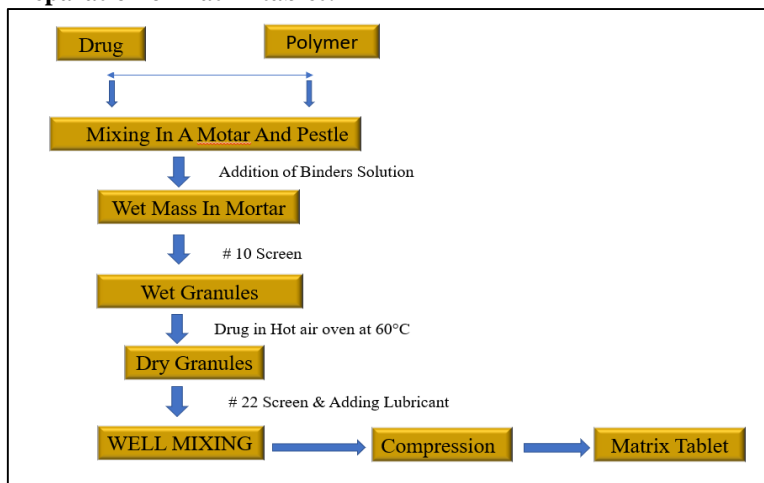 Drug
Polymer
Mixing In A Motar And Pestle
Addition of Binders Solution
Wet Mass In Mortar
# 10 Screen
Wet Granules
Drug in Hot air oven at 60°C
Dry Granules
# 22 Screen & Adding Lubricant
WELL MIXING
Compression
Matrix Tablet